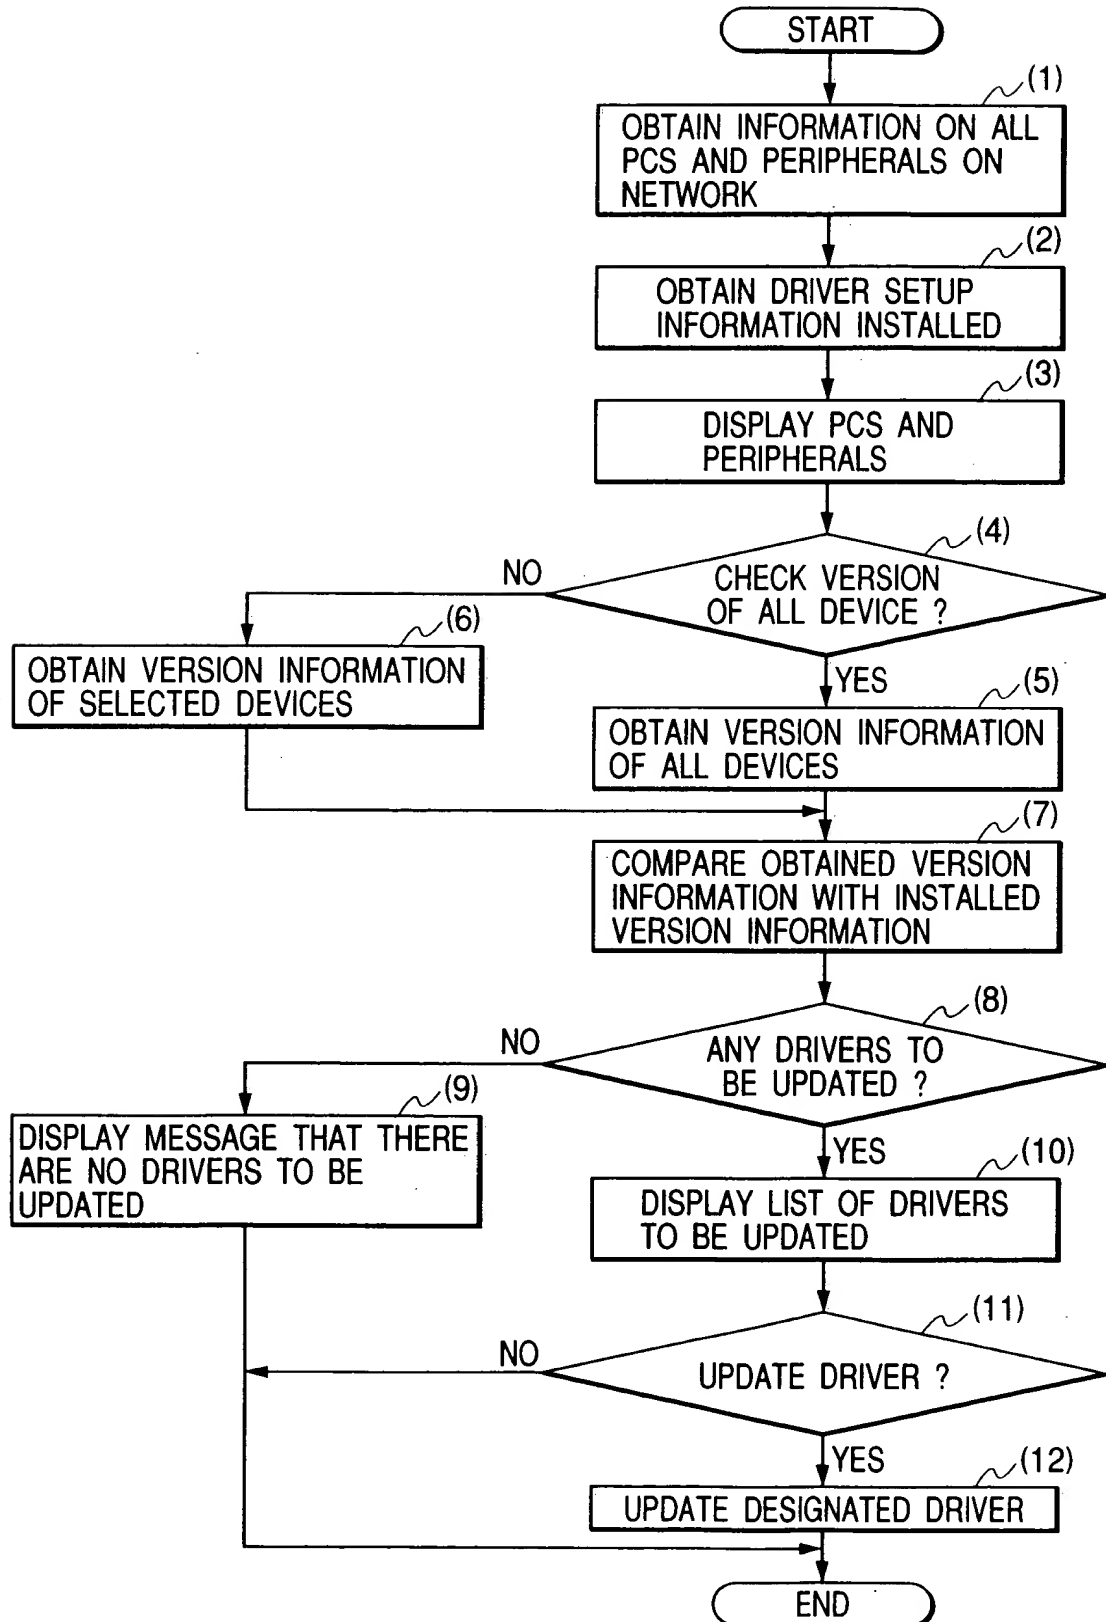 START
(1)
OBTAIN INFORMATION ON ALL
PCS AND PERIPHERALS ON
NETWORK
(2)
OBTAIN DRIVER SETUP
INFORMATION INSTALLED
(3)
DISPLAY PCS AND
PERIPHERALS
(4)
CHECK VERSION
OF ALL DEVICE ?
NO
YES
(6)
OBTAIN VERSION INFORMATION
OF SELECTED DEVICES
(5)
OBTAIN VERSION INFORMATION
OF ALL DEVICES
(7)
COMPARE OBTAINED VERSION
INFORMATION WITH INSTALLED
VERSION INFORMATION
(8)
ANY DRIVERS TO
BE UPDATED ?
NO
YES
(9)
DISPLAY MESSAGE THAT THERE
ARE NO DRIVERS TO BE
UPDATED
(10)
DISPLAY LIST OF DRIVERS
TO BE UPDATED
(11)
UPDATE DRIVER ?
NO
YES
(12)
UPDATE DESIGNATED DRIVER
END